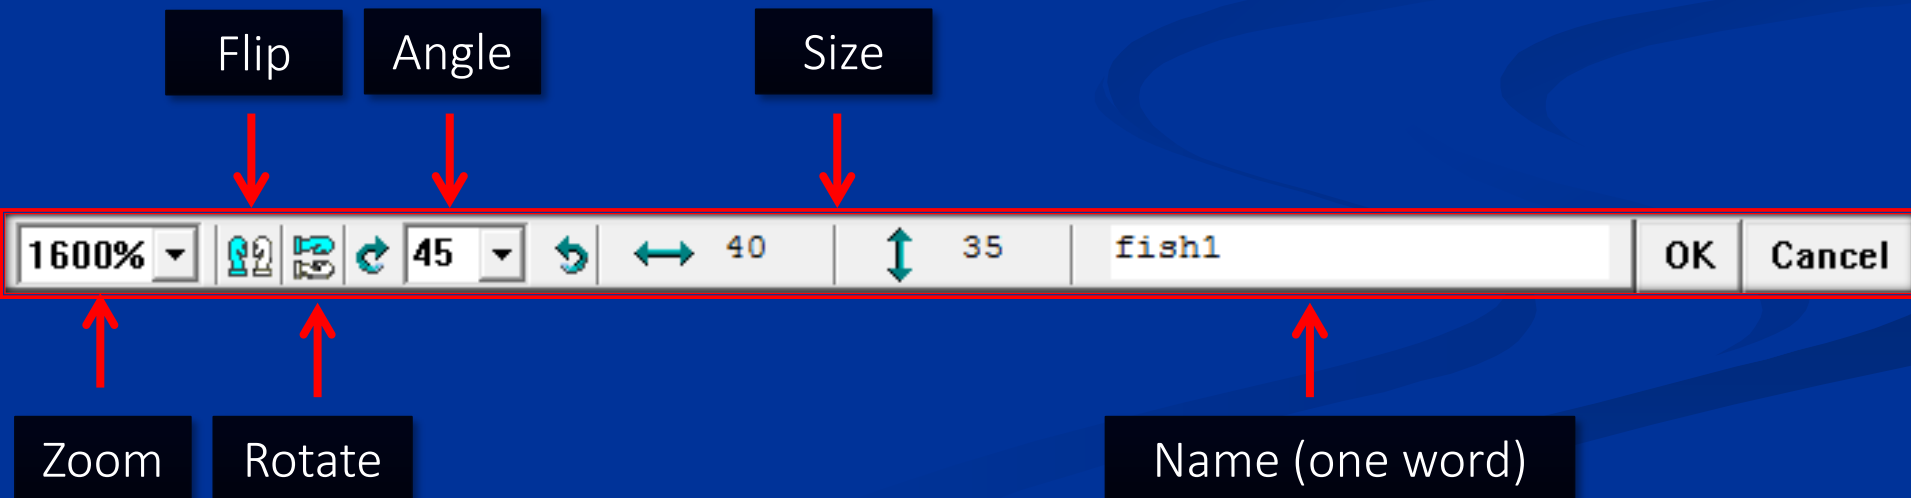 Flip Angle Size
1600% 45 40 35 fish1 OK Cancel
Zoom Rotate Name (one word)